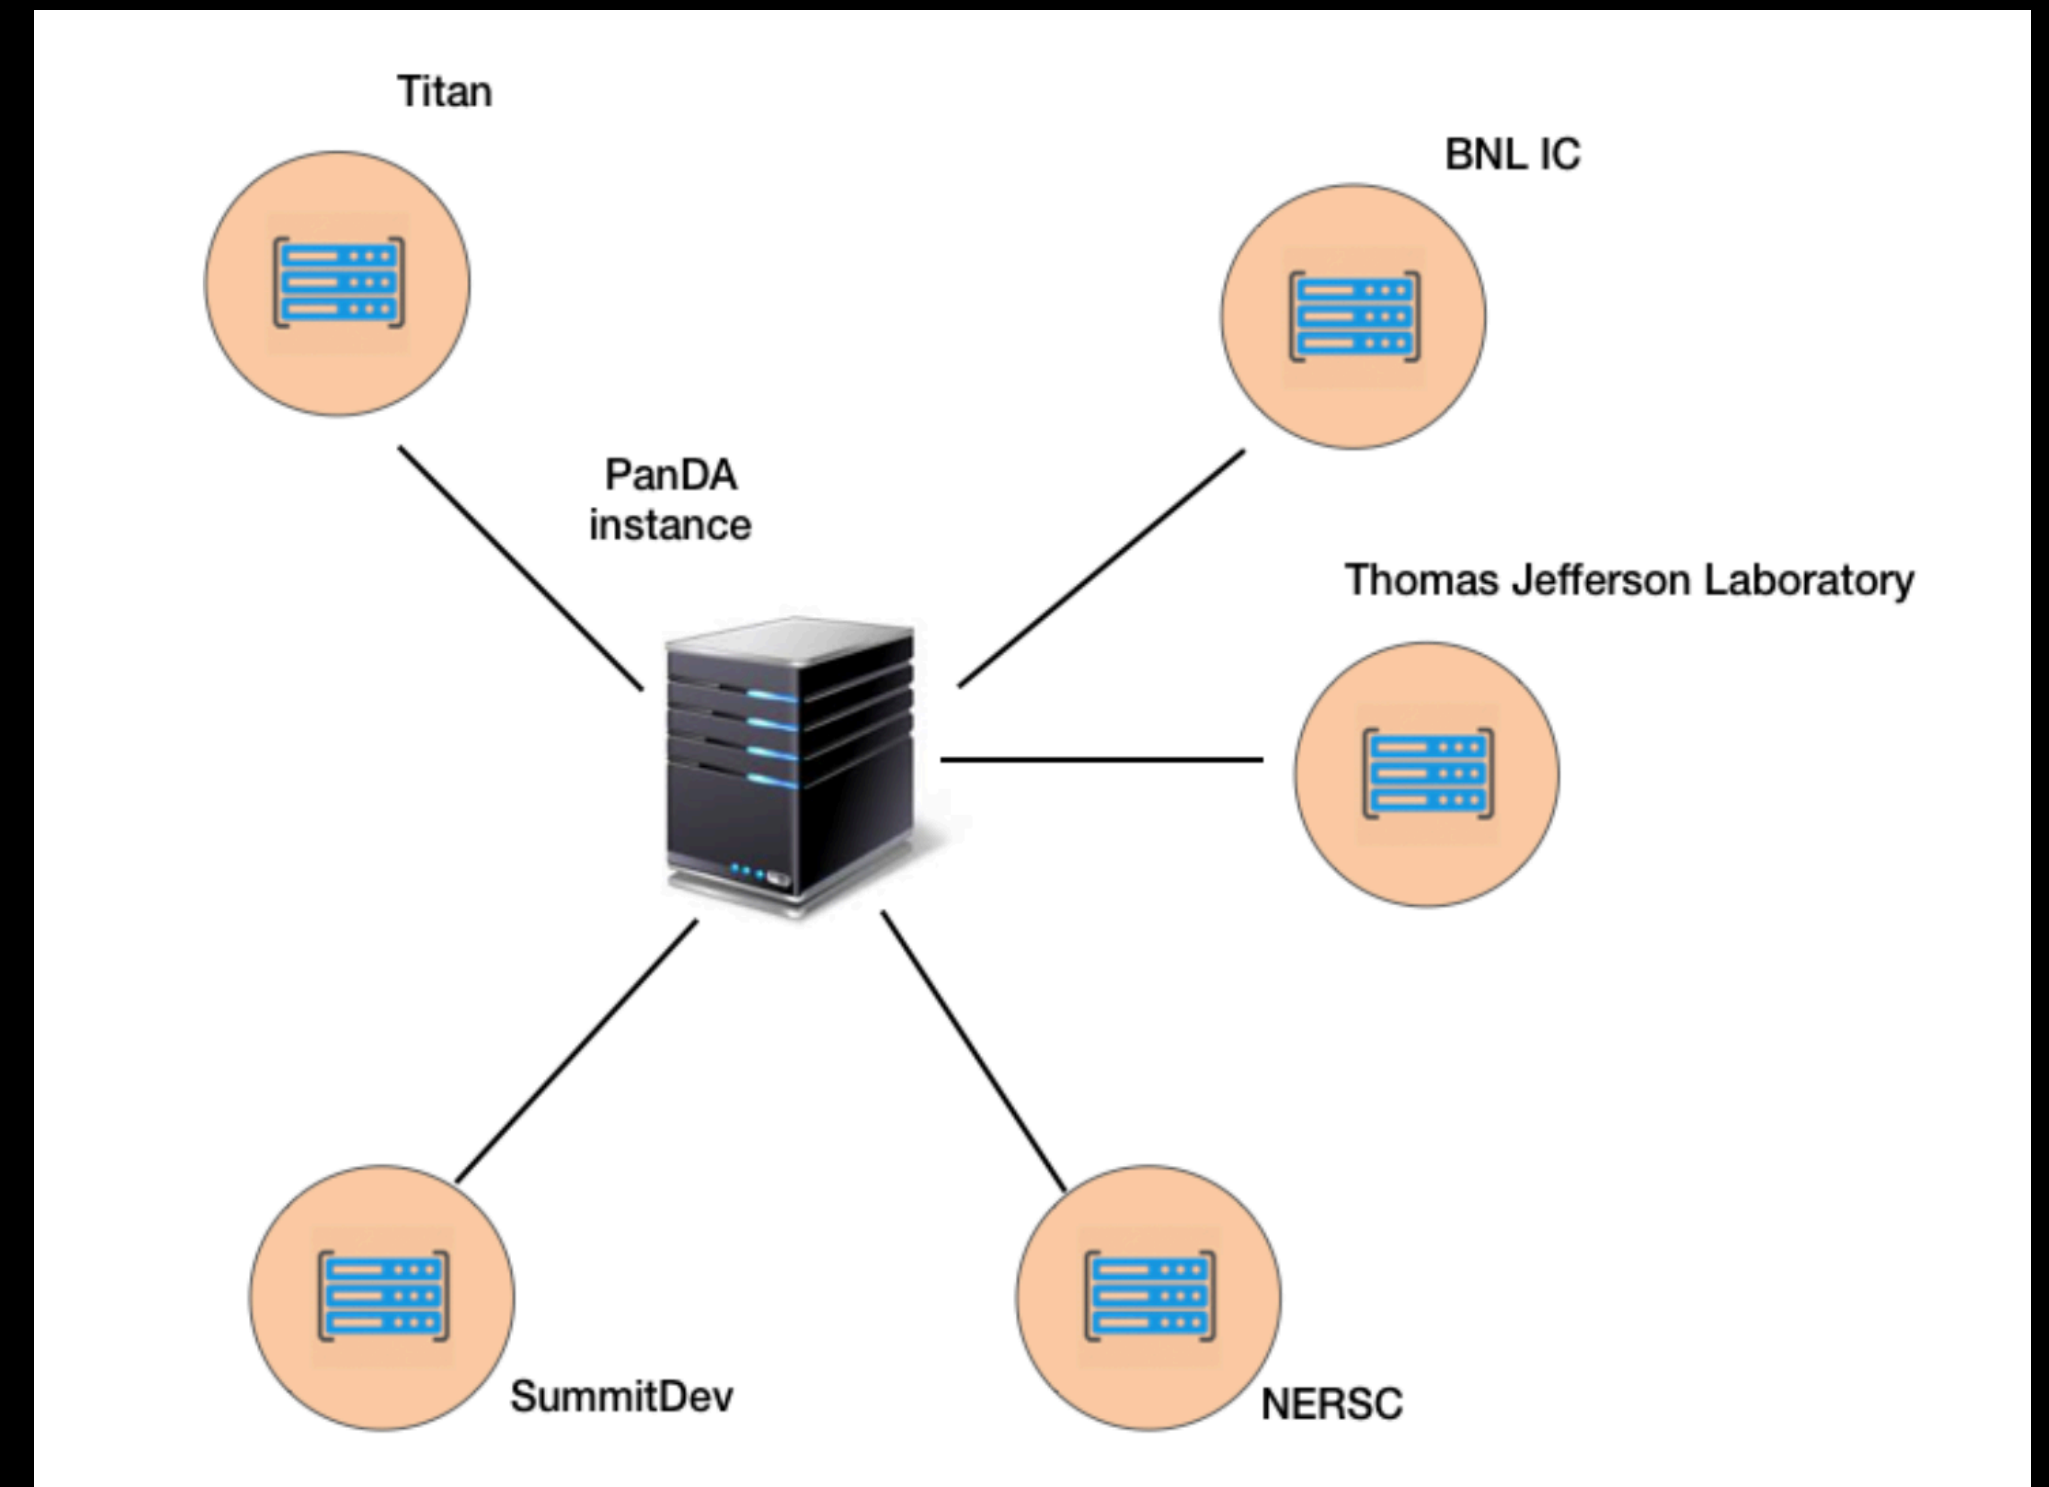 Titan
BNL IC
PanDA
instance
Thomas Jefferson Laboratory
SummitDev
NERSC